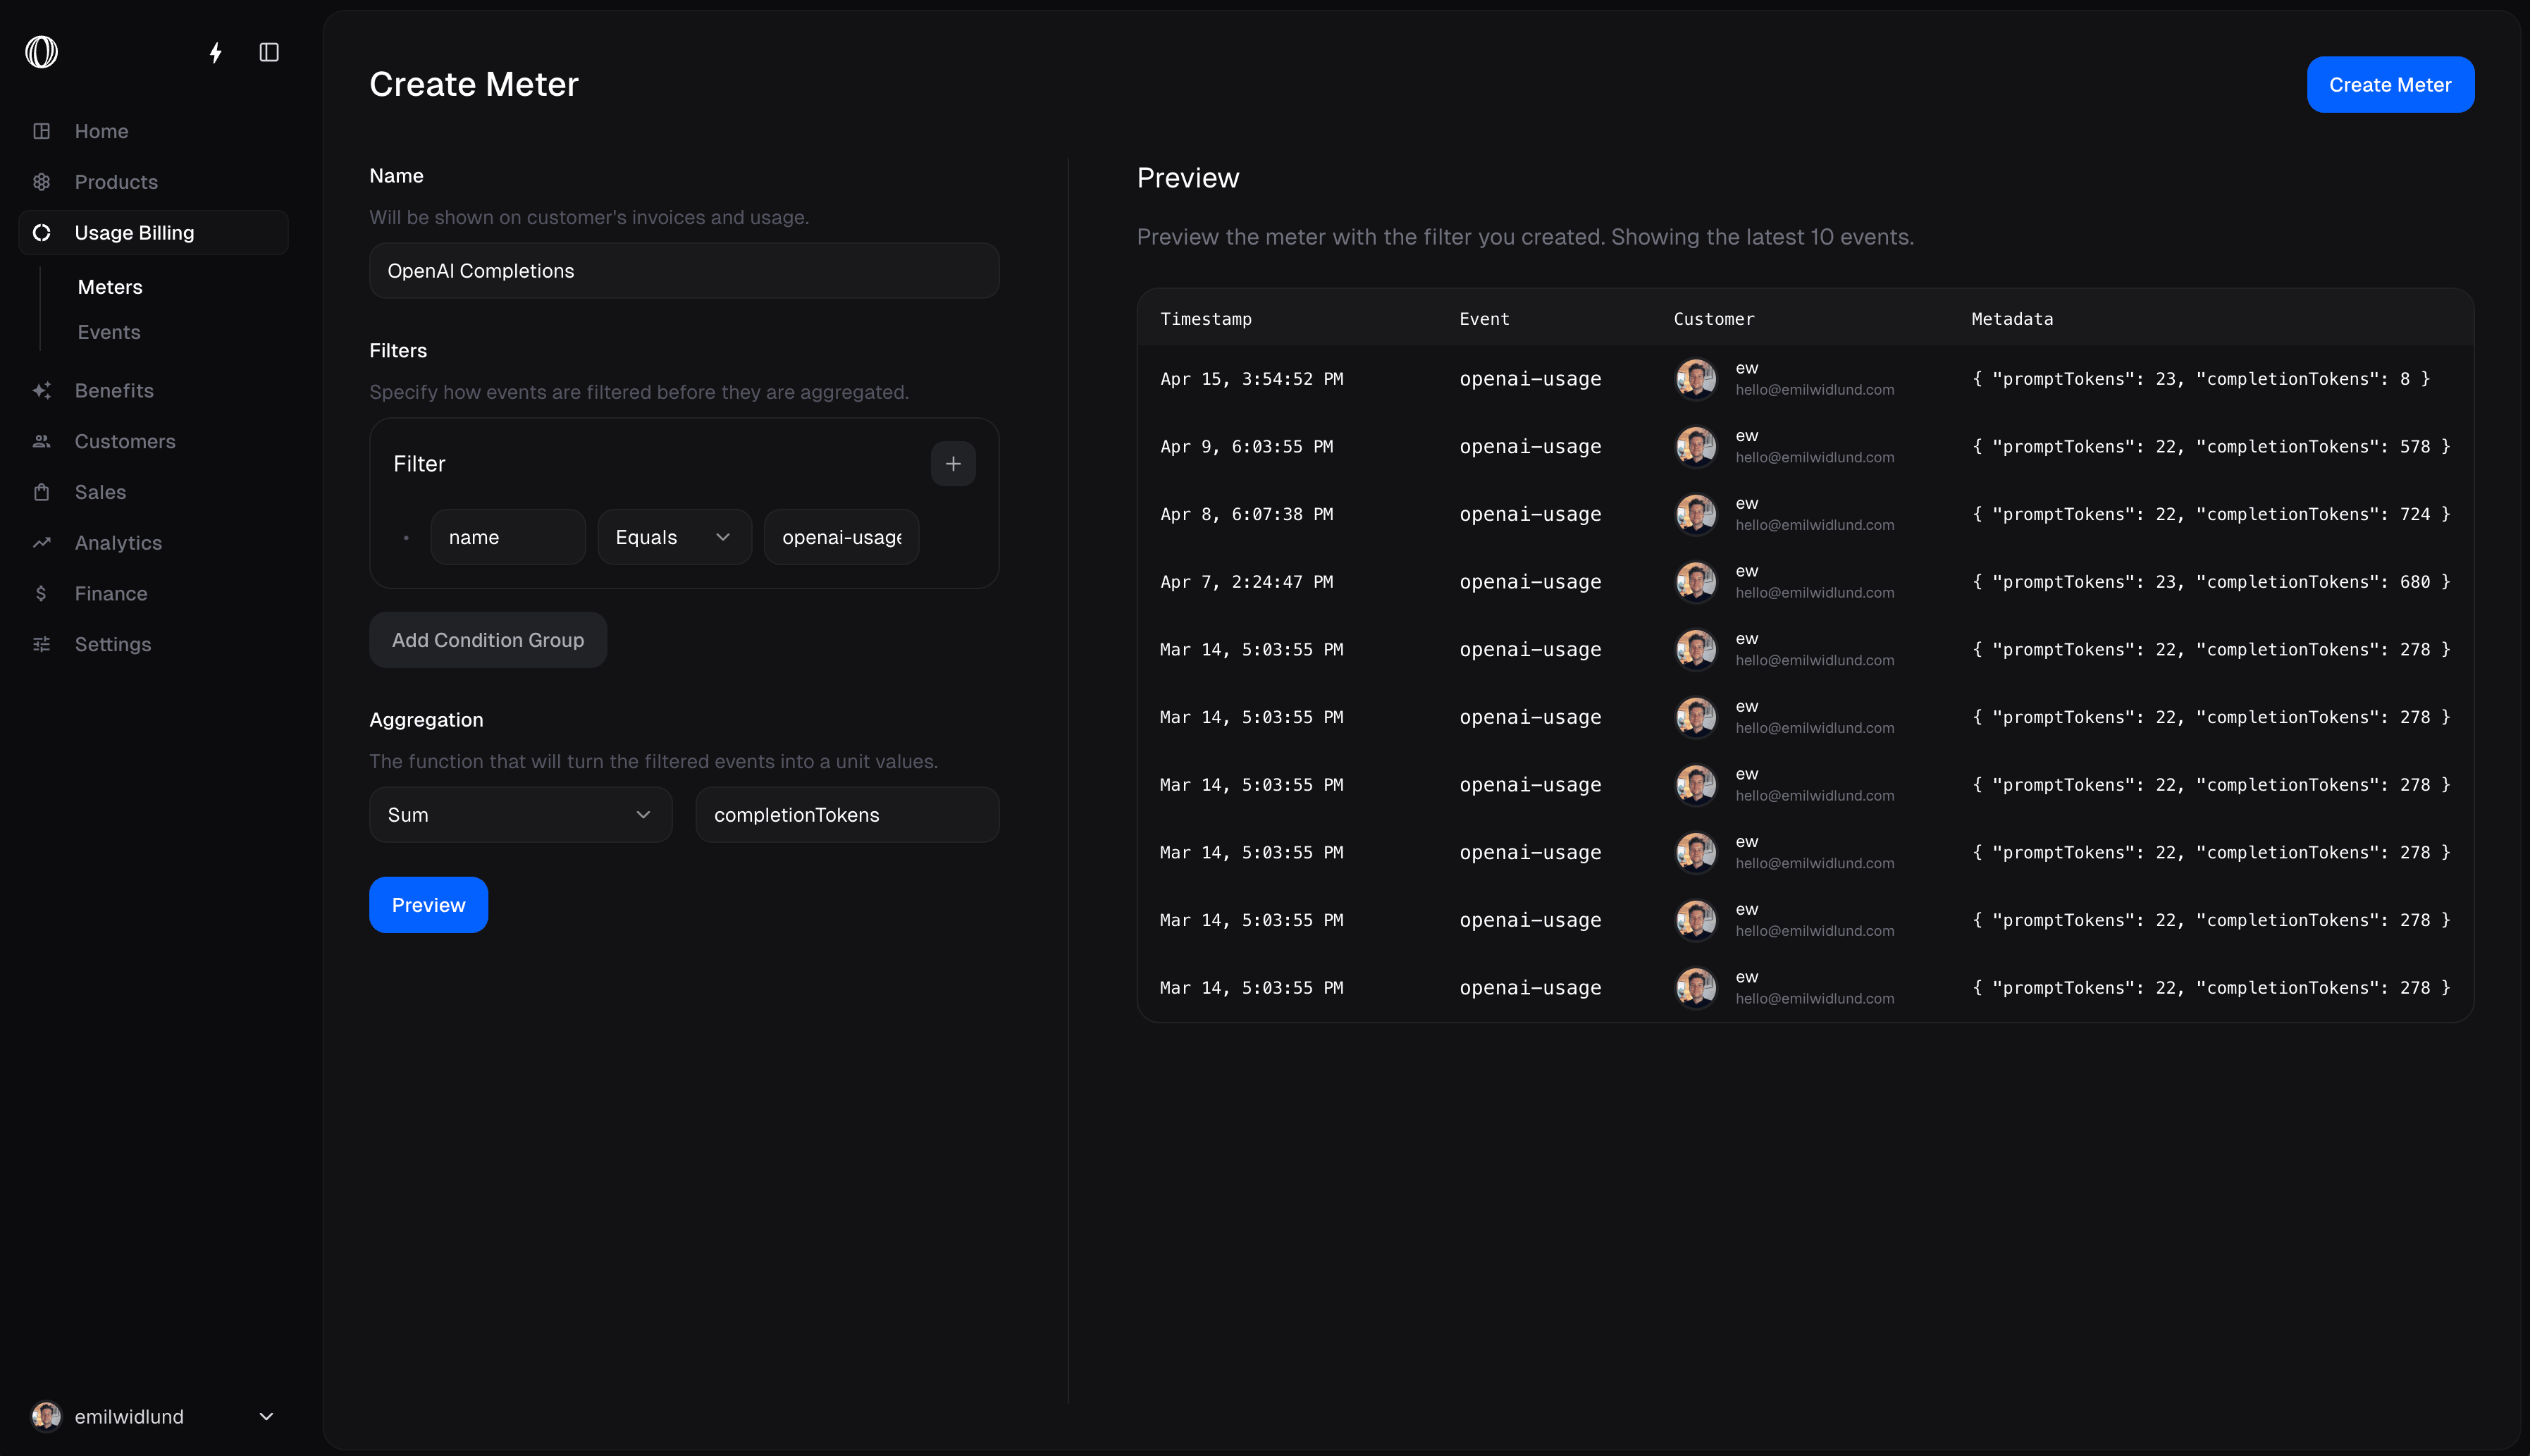 Home
Products
Usage Billing
Meters
Events
Benefits
Customers
Sales
Analytics
Finance
Settings
emilwidlund
Create Meter
Create Meter
Name
Will be shown on customer's invoices and usage.
OpenAI Completions
Filters
Specify how events are filtered before they are aggregated.
Filter
name Equals openai-usage
Add Condition Group
Aggregation
The function that will turn the filtered events into a unit values.
Sum completionTokens
Preview
Preview
Preview the meter with the filter you created. Showing the latest 10 events.
Timestamp Event Customer Metadata
Apr 15, 3:54:52 PM openai-usage ew { "promptTokens": 23, "completionTokens": 8 }
hello@emilwidlund.com
Apr 9, 6:03:55 PM openai-usage ew { "promptTokens": 22, "completionTokens": 578 }
hello@emilwidlund.com
Apr 8, 6:07:38 PM openai-usage ew { "promptTokens": 22, "completionTokens": 724 }
hello@emilwidlund.com
Apr 7, 2:24:47 PM openai-usage ew { "promptTokens": 23, "completionTokens": 680 }
hello@emilwidlund.com
Mar 14, 5:03:55 PM openai-usage ew { "promptTokens": 22, "completionTokens": 278 }
hello@emilwidlund.com
Mar 14, 5:03:55 PM openai-usage ew { "promptTokens": 22, "completionTokens": 278 }
hello@emilwidlund.com
Mar 14, 5:03:55 PM openai-usage ew { "promptTokens": 22, "completionTokens": 278 }
hello@emilwidlund.com
Mar 14, 5:03:55 PM openai-usage ew { "promptTokens": 22, "completionTokens": 278 }
hello@emilwidlund.com
Mar 14, 5:03:55 PM openai-usage ew { "promptTokens": 22, "completionTokens": 278 }
hello@emilwidlund.com
Mar 14, 5:03:55 PM openai-usage ew { "promptTokens": 22, "completionTokens": 278 }
hello@emilwidlund.com